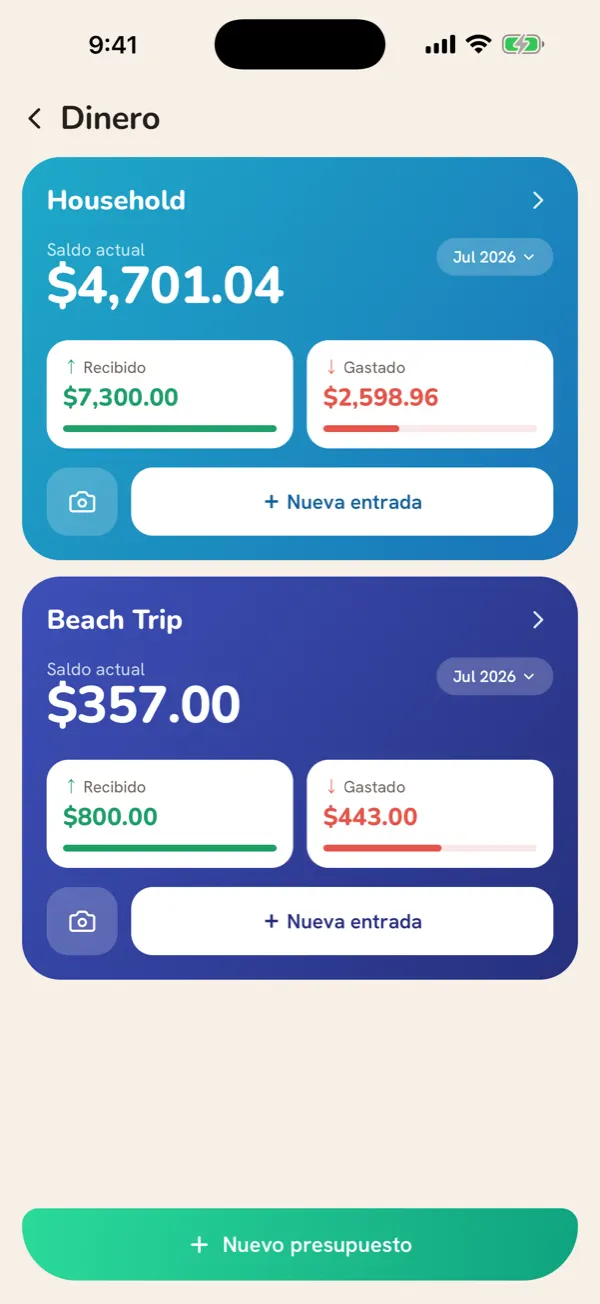 9:41
Dinero
Household
Saldo actual
Jul 2026
$4,701.04
↑ Recibido
$7,300.00
↓ Gastado
$2,598.96
+ Nueva entrada
Beach Trip
Saldo actual
Jul 2026
$357.00
↑ Recibido
$800.00
↓ Gastado
$443.00
+ Nueva entrada
+ Nuevo presupuesto